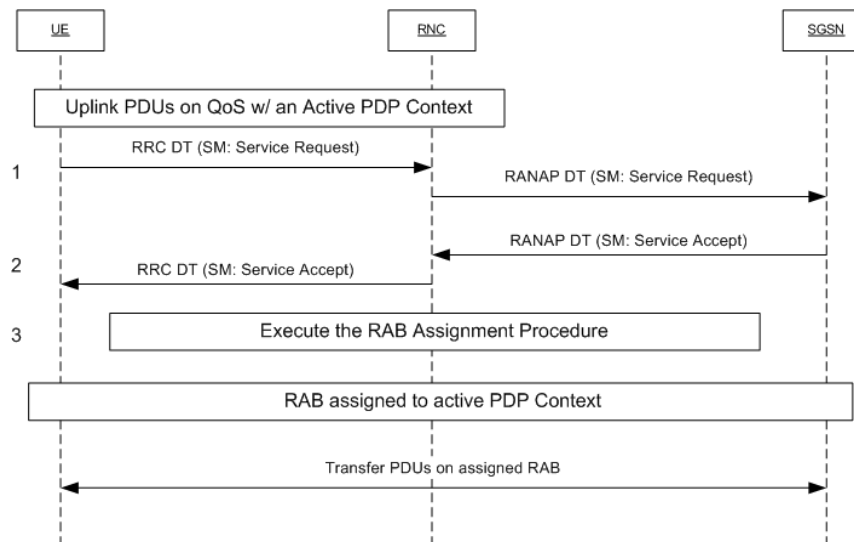 UE
RNC
SGSN
Uplink PDUs on QoS w/ an Active PDP Context
RRC DT (SM: Service Request)
1
RANAP DT (SM: Service Request)
RANAP DT (SM: Service Accept)
2
RRC DT (SM: Service Accept)
3
Execute the RAB Assignment Procedure
RAB assigned to active PDP Context
Transfer PDUs on assigned RAB